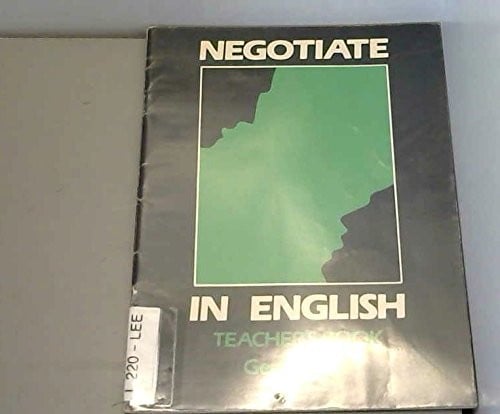 NEGOTIATE
IN ENGLISH
TEACHER'S BOOK
220 - LEE